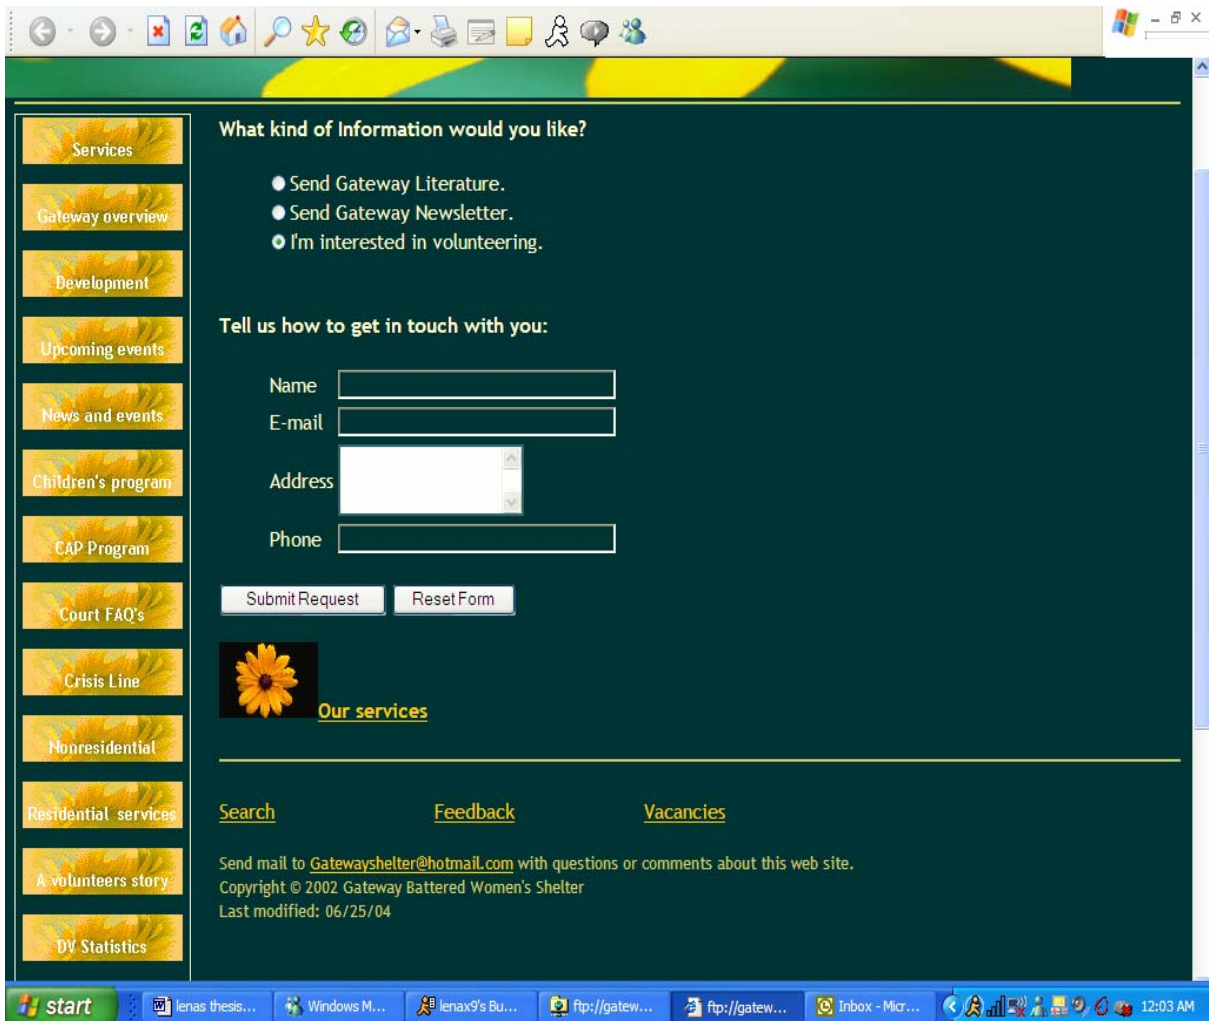 Services
Gateway overview
Development
Upcoming events
News and events
Children's program
CAP Program
Court FAQ's
Crisis Line
Nonresidential
Residential services
A volunteers story
DV Statistics
What kind of Information would you like?
Send Gateway Literature.
Send Gateway Newsletter.
I'm interested in volunteering.
Tell us how to get in touch with you:
Name
E-mail
Address
Phone
Submit Request Reset Form
Our services
Search Feedback Vacancies
Send mail to Gatewayshelter@hotmail.com with questions or comments about this web site.
Copyright © 2002 Gateway Battered Women's Shelter
Last modified: 06/25/04
start lenas thesis... Windows M... lenax9's Bu... ftp://gatew... ftp://gatew... Inbox - Micr... 12:03 AM